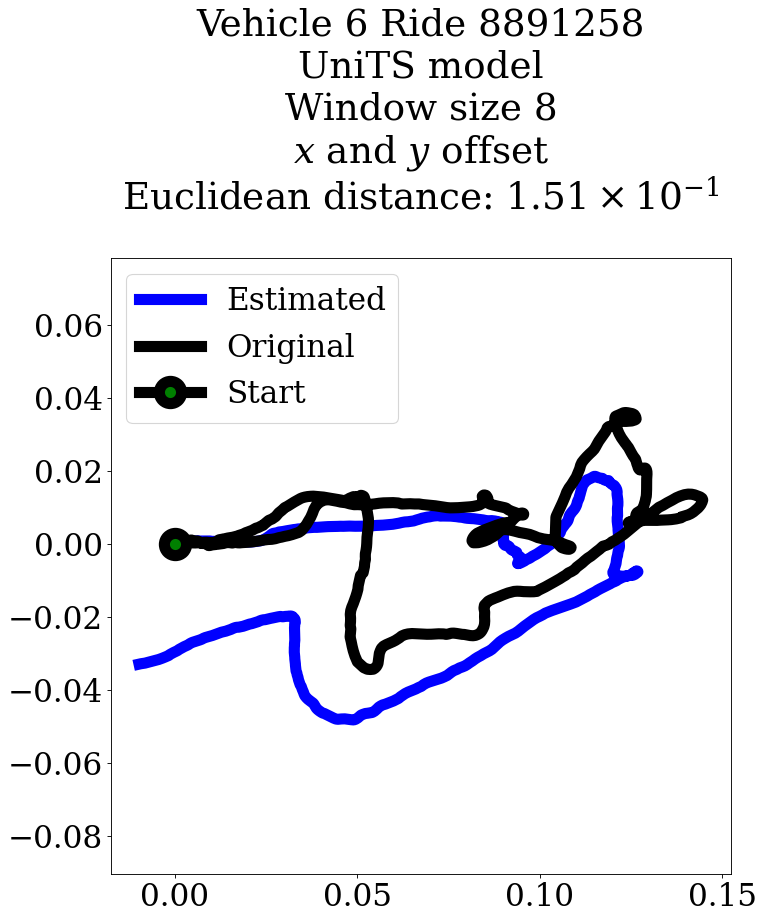 Vehicle 6 Ride 8891258
UniTS model
Window size 8
x and y offset
Euclidean distance: 1.51 × 10⁻¹
Estimated
Original
Start
0.06
0.04
0.02
0.00
−0.02
−0.04
−0.06
−0.08
0.00 0.05 0.10 0.15